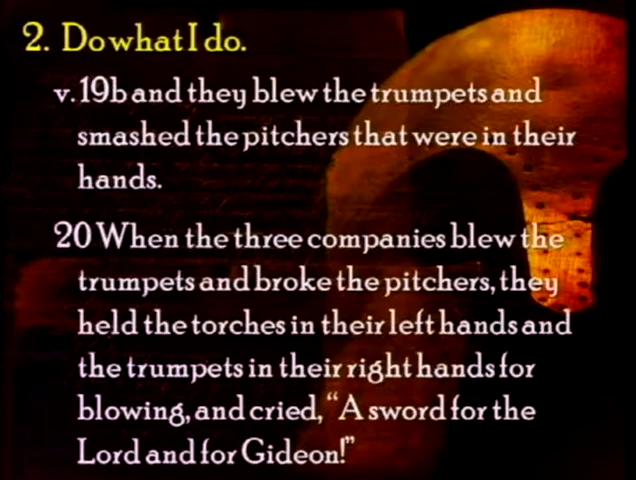 2. Do what I do.
v. 19b and they blew the trumpets and
smashed the pitchers that were in their
hands.
20 When the three companies blew the
trumpets and broke the pitchers, they
held the torches in their left hands and
the trumpets in their right hands for
blowing, and cried, “A sword for the
Lord and for Gideon!”